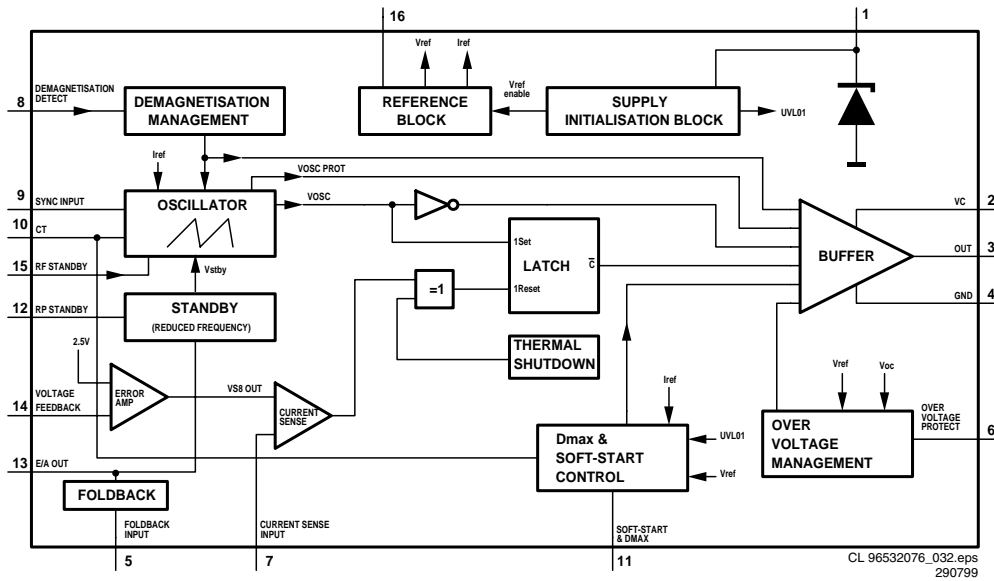 16
1
Vref
Iref
8
DEMAGNETISATION
DETECT
DEMAGNETISATION
MANAGEMENT
REFERENCE
BLOCK
Vref
enable
SUPPLY
INITIALISATION BLOCK
UVL01
Iref
VOSC PROT
9
SYNC INPUT
OSCILLATOR
VOSC
10
CT
15
RF STANDBY
Vstby
1Set
LATCH
C
1Reset
=1
BUFFER
VC
2
OUT
3
GND
4
12
RP STANDBY
STANDBY
(REDUCED FREQUENCY)
THERMAL
SHUTDOWN
2.5V
ERROR
AMP
VS8 OUT
CURRENT
SENSE
14
VOLTAGE
FEEDBACK
13
E/A OUT
FOLDBACK
Iref
Dmax &
SOFT-START
CONTROL
UVL01
Vref
Vref
Voc
OVER
VOLTAGE
MANAGEMENT
OVER
VOLTAGE
PROTECT
6
FOLDBACK
INPUT
5
CURRENT SENSE
INPUT
7
SOFT-START
& DMAX
11
CL 96532076_032.eps
290799